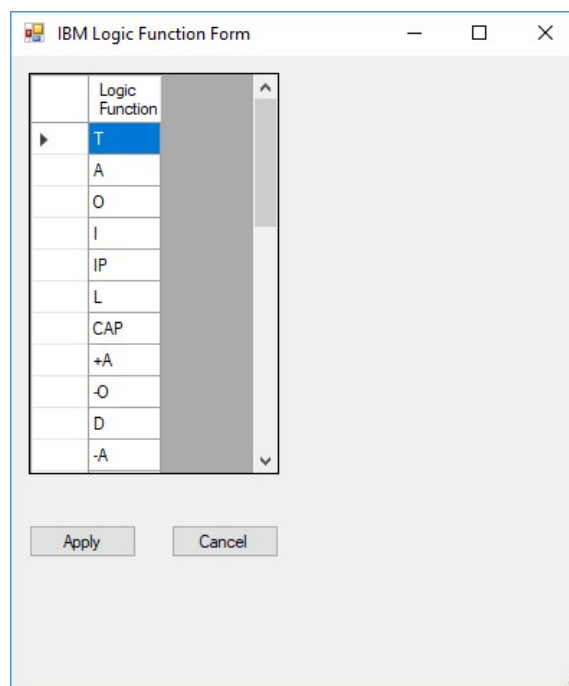 IBM Logic Function Form
Logic
Function
T
A
O
I
IP
L
CAP
+A
-O
D
-A
Apply
Cancel